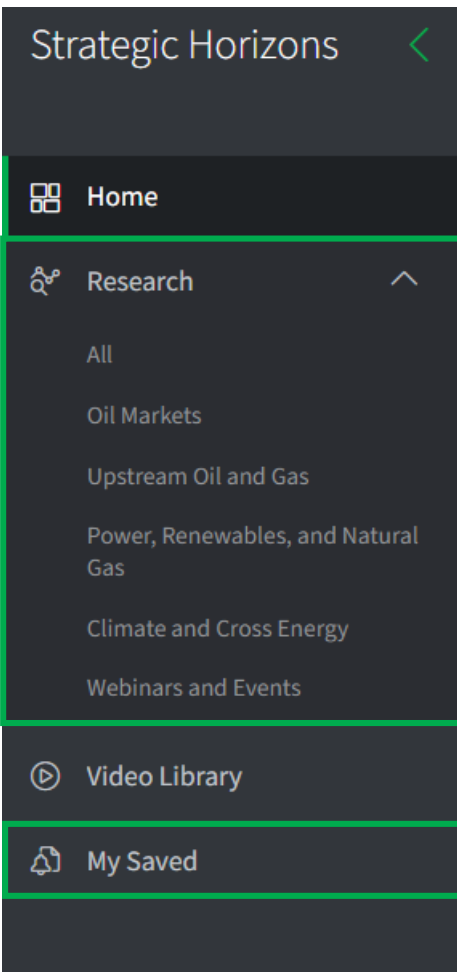 Strategic Horizons
Home
Research
All
Oil Markets
Upstream Oil and Gas
Power, Renewables, and Natural
Gas
Climate and Cross Energy
Webinars and Events
Video Library
My Saved